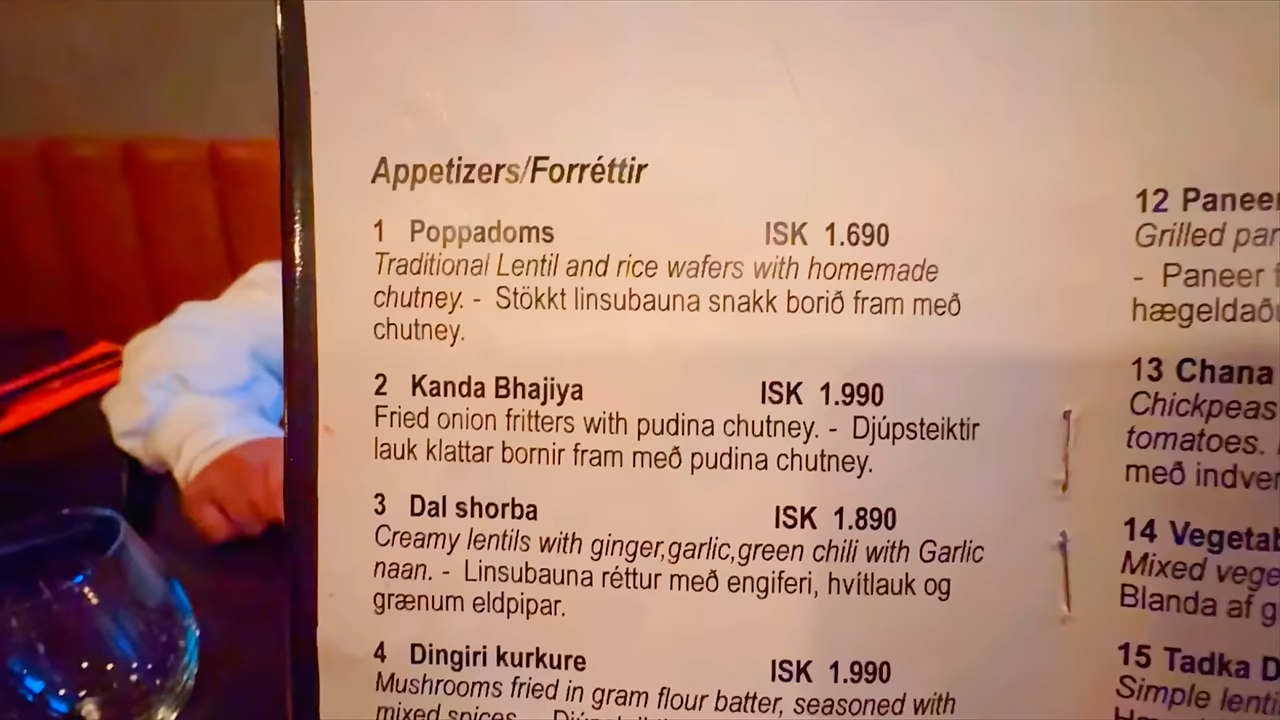 Appetizers/Forréttir
1 Poppadoms ISK 1.690
Traditional Lentil and rice wafers with homemade
chutney. - Stökkt linsubauna snakk borið fram með
chutney.
2 Kanda Bhajiya ISK 1.990
Fried onion fritters with pudina chutney. - Djúpsteiktir
lauk klattar bornir fram með pudina chutney.
3 Dal shorba ISK 1.890
Creamy lentils with ginger,garlic,green chili with Garlic
naan. - Linsubauna réttur með engiferi, hvítlauk og
grænum eldpipar.
4 Dingiri kurkure ISK 1.990
Mushrooms fried in gram flour batter, seasoned with
mixed spices.
12 Paneer
Grilled
- Paneer
13 Chana
Chickpeas
tomatoes.
með
14
Mixed
Blanda af
15 Tadka
Simple